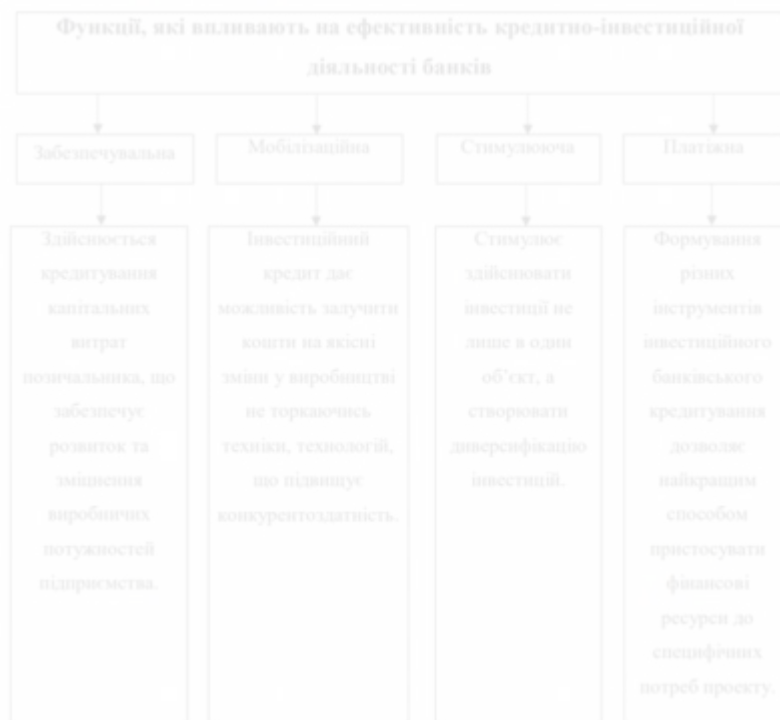 Функції, які впливають на ефективність кредитно-інвестиційної
діяльності банків
Забезпечувальна
Мобілізаційна
Стимулююча
Платіжна
Здійснюється
кредитування
капітальних
витрат
позичальника, що
забезпечує
розвиток та
зміцнення
виробничих
потужностей
підприємства.
Інвестиційний
кредит дає
можливість залучити
кошти на якісні
зміни у виробництві
не торкаючись
техніки, технологій,
що підвищує
конкурентоздатність.
Стимулює
здійснювати
інвестиції не
лише в один
об’єкт, а
створювати
диверсифікацію
інвестицій.
Формування
різних
інструментів
інвестиційного
банківського
кредитування
дозволяє
найкращим
способом
пристосувати
фінансові
ресурси до
специфічних
потреб проекту.